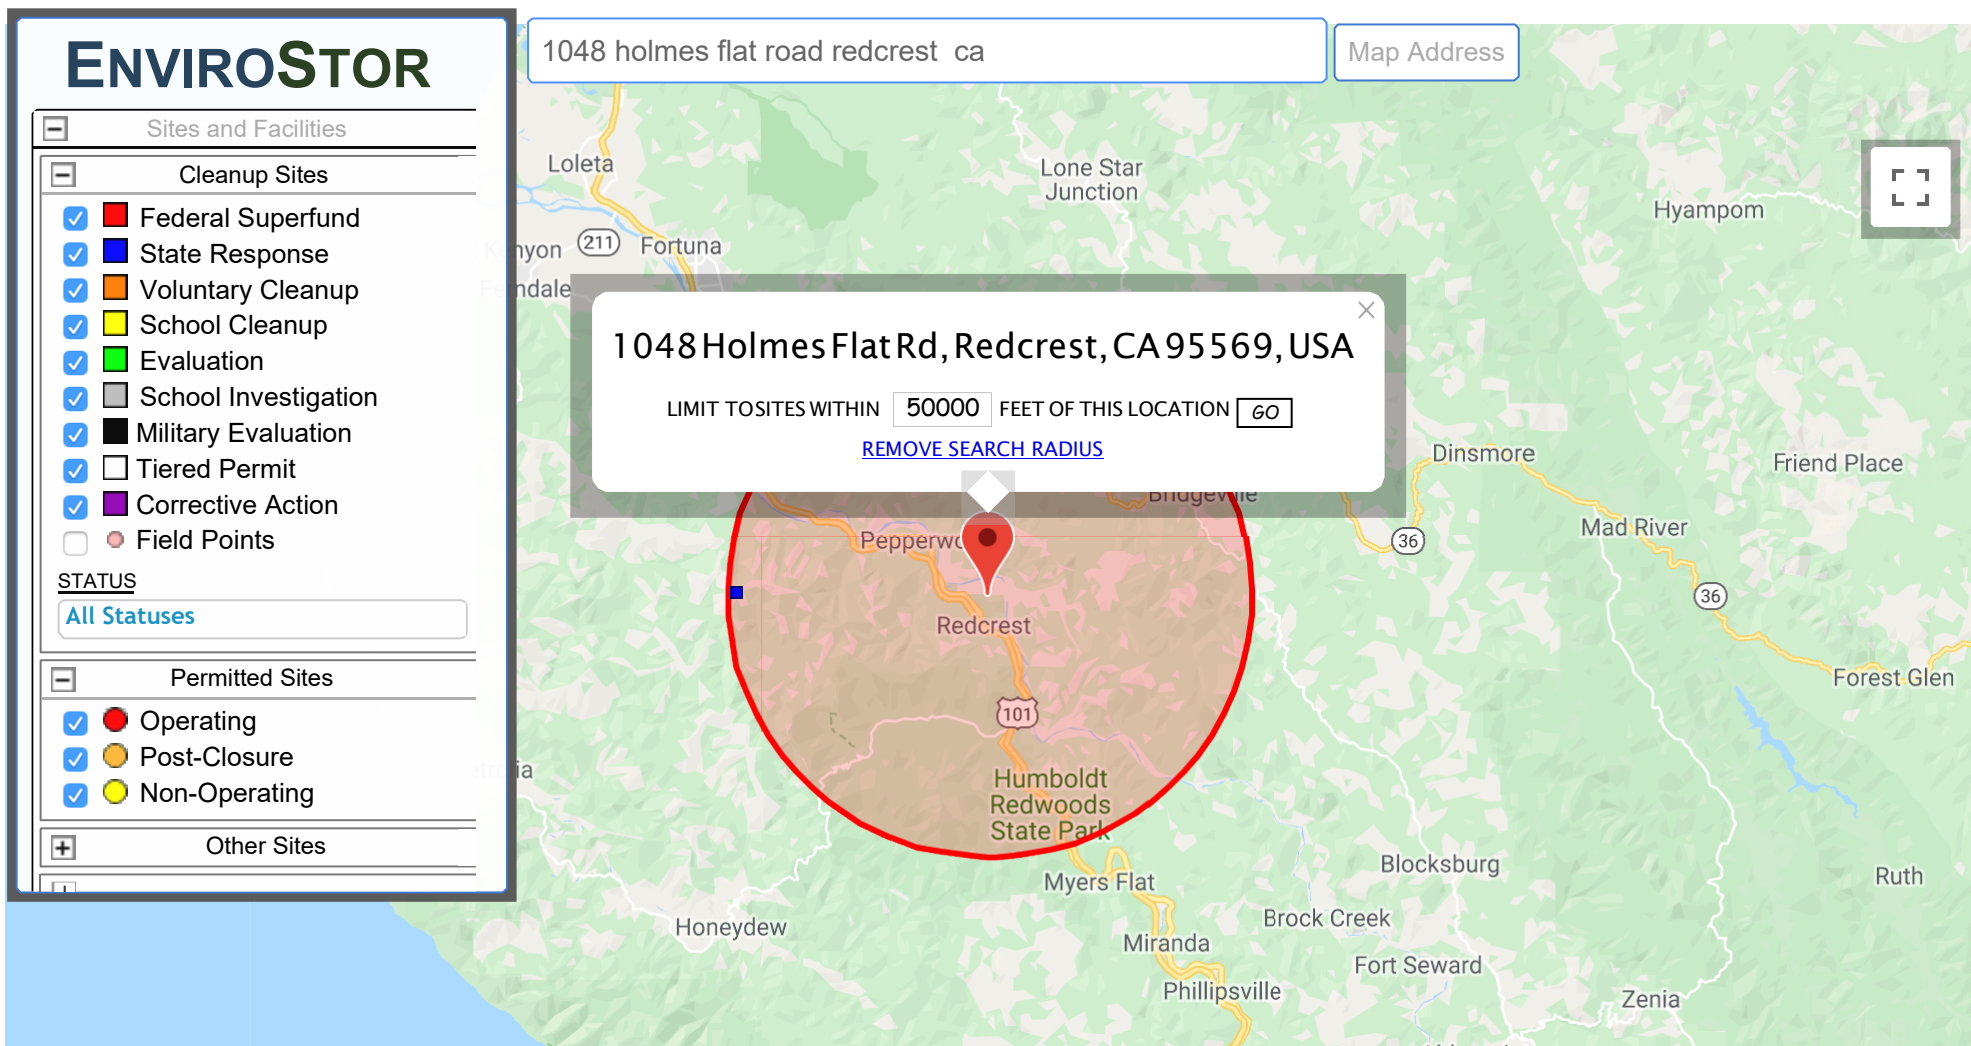 ENVIROSTOR
1048 holmes flat road redcrest ca
Map Address
Sites and Facilities
Cleanup Sites
Federal Superfund
State Response
Voluntary Cleanup
School Cleanup
Evaluation
School Investigation
Military Evaluation
Tiered Permit
Corrective Action
Field Points
STATUS
All Statuses
Permitted Sites
Operating
Post-Closure
Non-Operating
Other Sites
1048 Holmes Flat Rd, Redcrest, CA 95569, USA
LIMIT TO SITES WITHIN 50000 FEET OF THIS LOCATION GO
REMOVE SEARCH RADIUS
Loleta
Lone Star
Junction
Hyampom
211
Fortuna
Dinsmore
Friend Place
Bridgeville
Mad River
36
36
Redcrest
101
Forest Glen
Humboldt
Redwoods
State Park
Myers Flat
Blocksburg
Ruth
Honeydew
Brock Creek
Miranda
Fort Seward
Phillipsville
Zenia